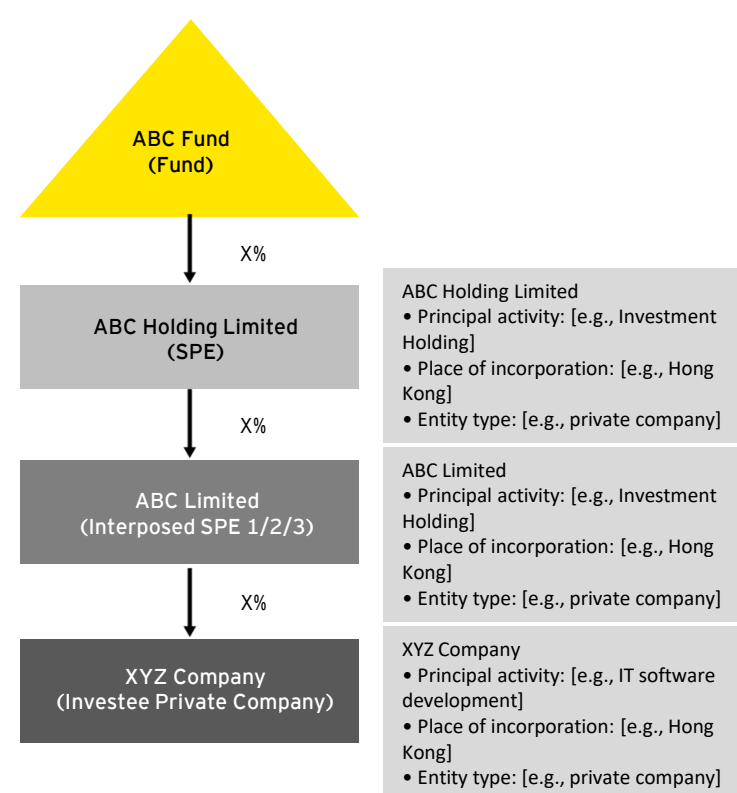 ABC Fund
(Fund)
X%
ABC Holding Limited
(SPE)
ABC Holding Limited
• Principal activity: [e.g., Investment
Holding]
• Place of incorporation: [e.g., Hong
Kong]
• Entity type: [e.g., private company]
X%
ABC Limited
(Interposed SPE 1/2/3)
ABC Limited
• Principal activity: [e.g., Investment
Holding]
• Place of incorporation: [e.g., Hong
Kong]
• Entity type: [e.g., private company]
X%
XYZ Company
(Investee Private Company)
XYZ Company
• Principal activity: [e.g., IT software
development]
• Place of incorporation: [e.g., Hong
Kong]
• Entity type: [e.g., private company]